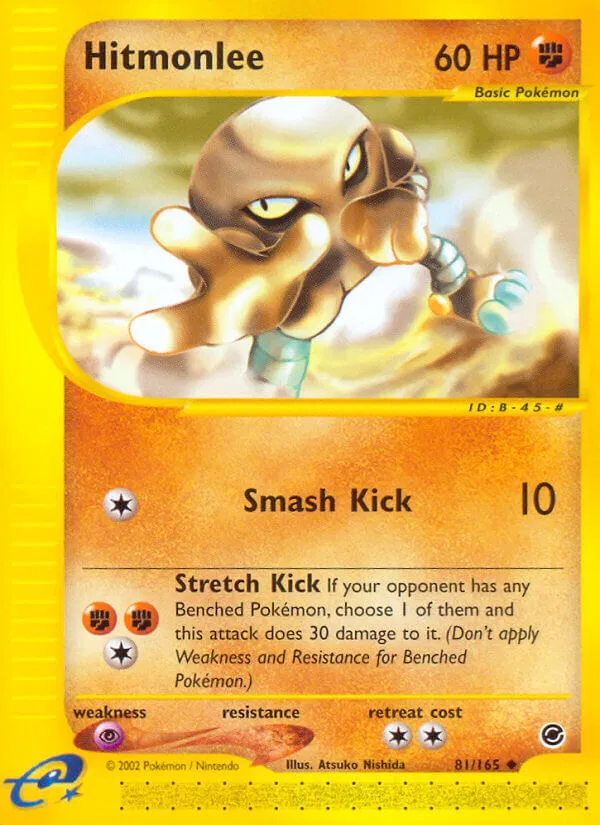 Hitmonlee 60 HP
Basic Pokémon
ID:B-45-#
Smash Kick 10
Stretch Kick If your opponent has any
Benched Pokémon, choose 1 of them and
this attack does 30 damage to it. (Don't apply
Weakness and Resistance for Benched
Pokémon.)
weakness resistance retreat cost
© 2002 Pokémon / Nintendo Illus. Atsuko Nishida 81/165